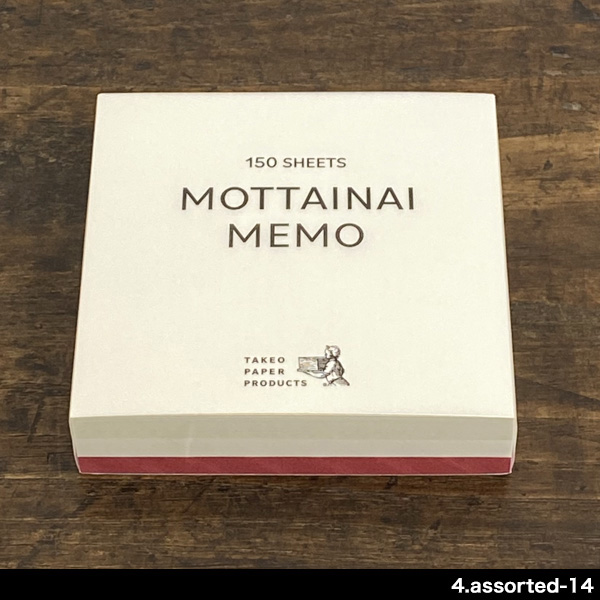 150 SHEETS
MOTTAINAI
MEMO
TAKEO
PAPER
PRODUCTS
4.assorted-14